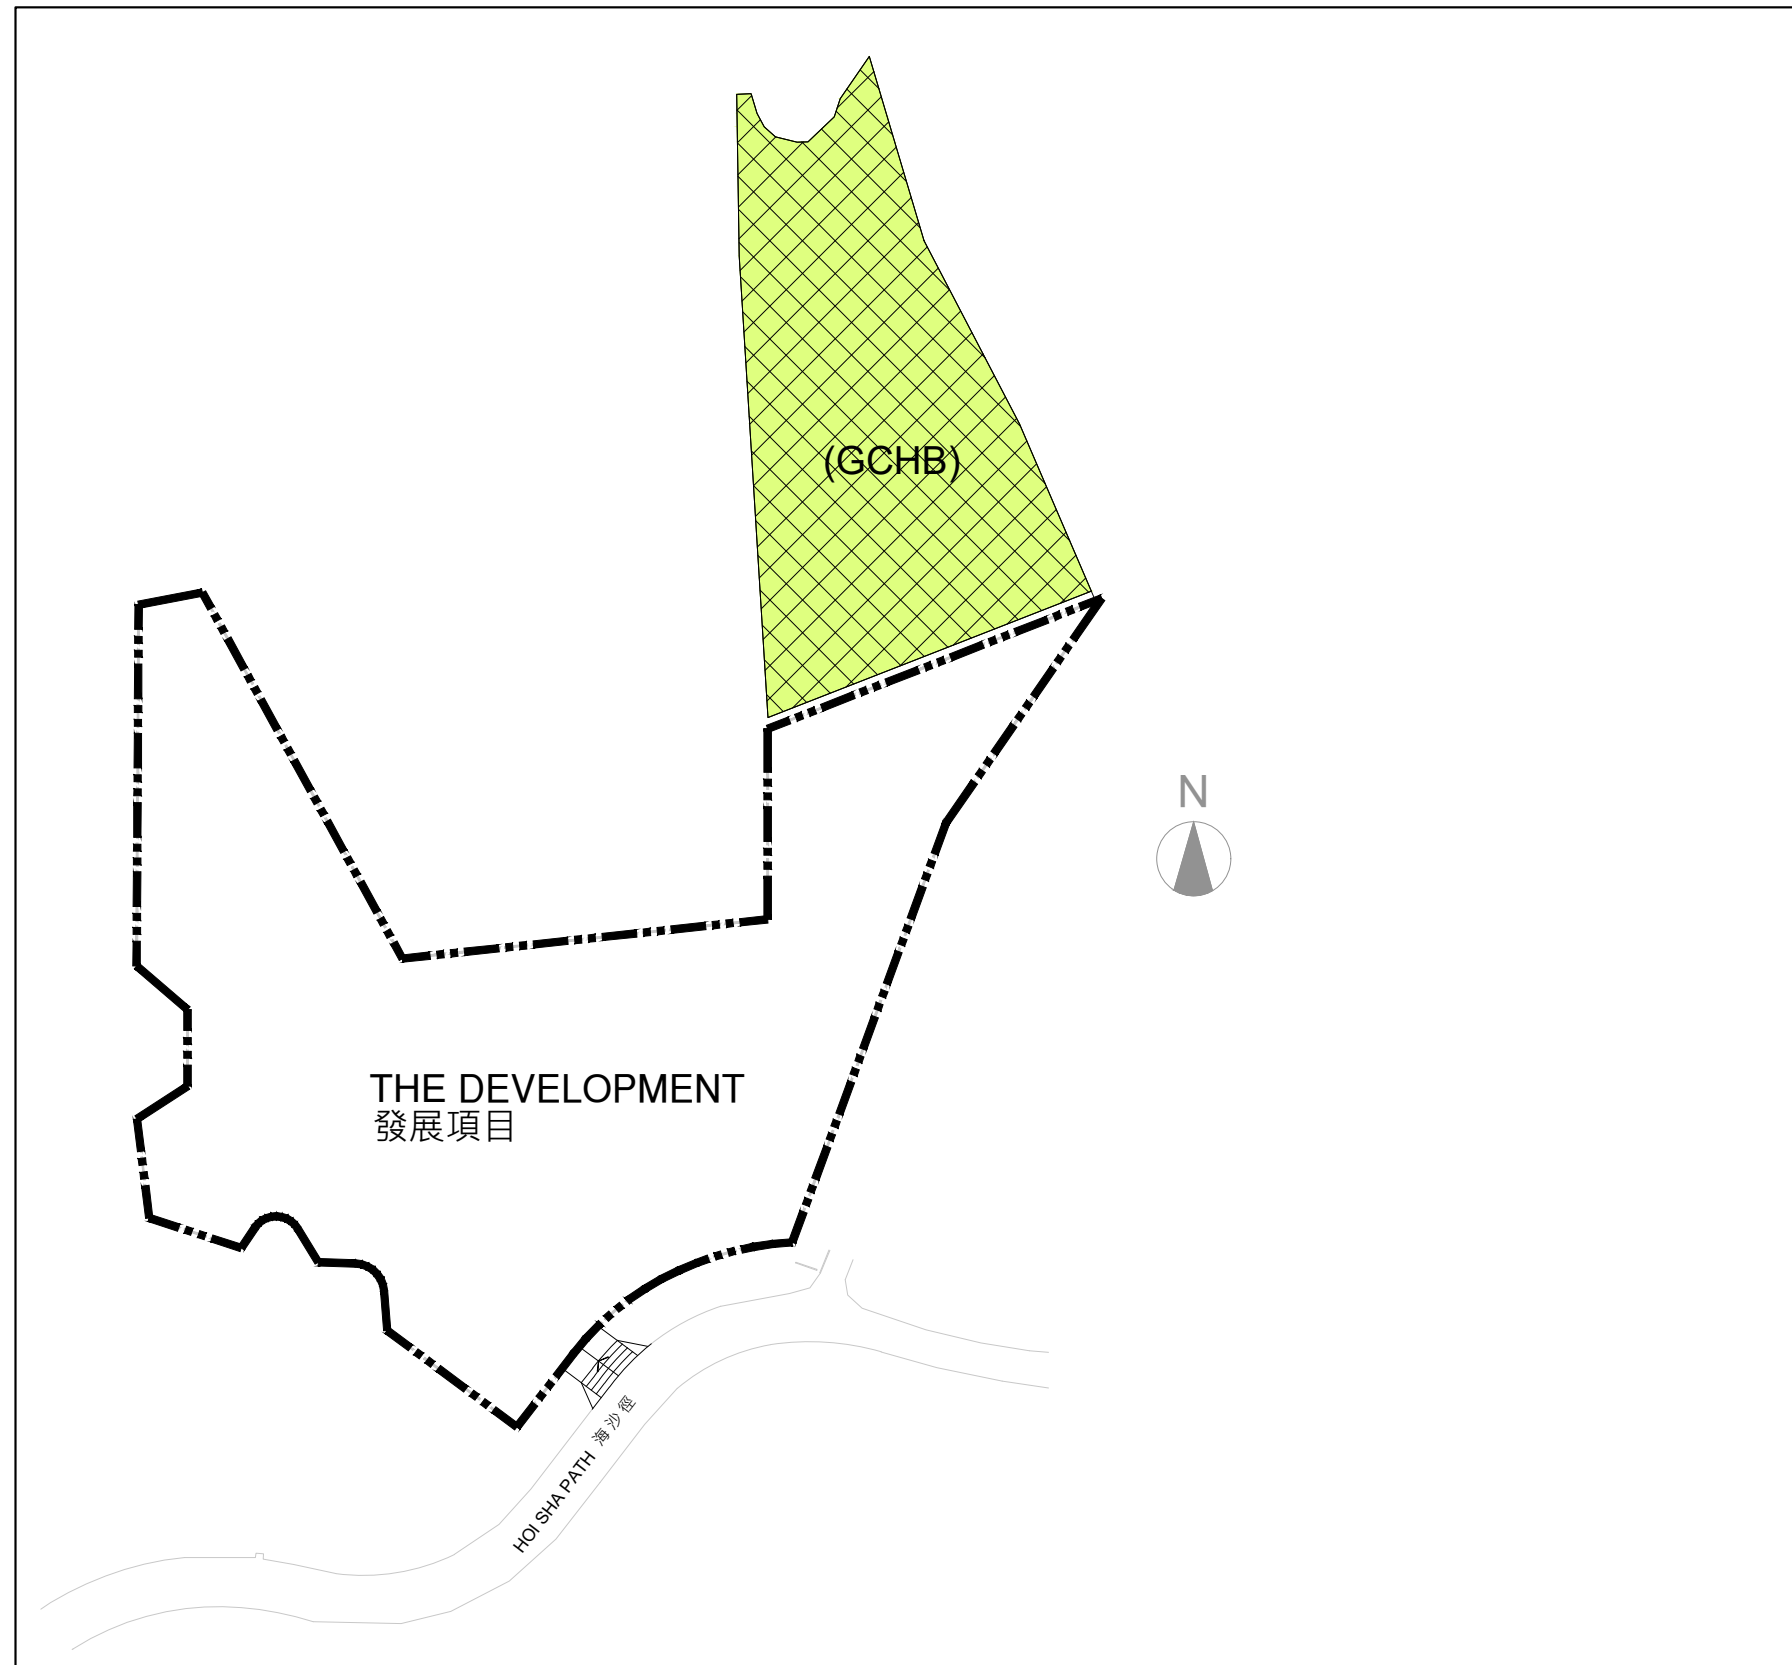 (GCHB)
N
THE DEVELOPMENT
發展項目
HOI SHA PATH 海沙徑